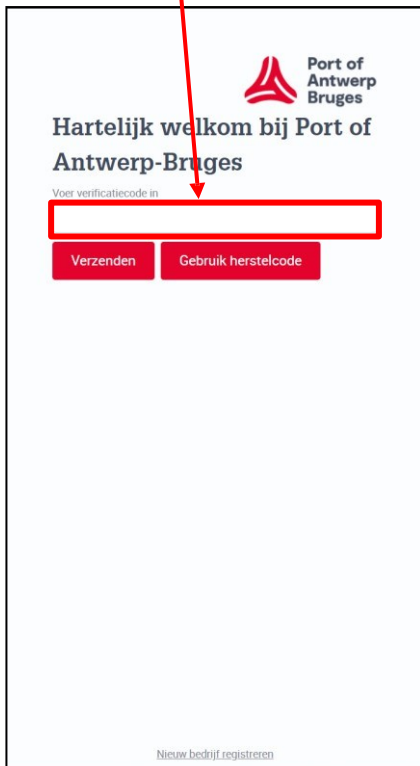 Port of
Antwerp
Bruges
Hartelijk welkom bij Port of
Antwerp-Bruges
Voer verificatiecode in
Verzenden
Gebruik herstelcode
Nieuw bedrijf registreren